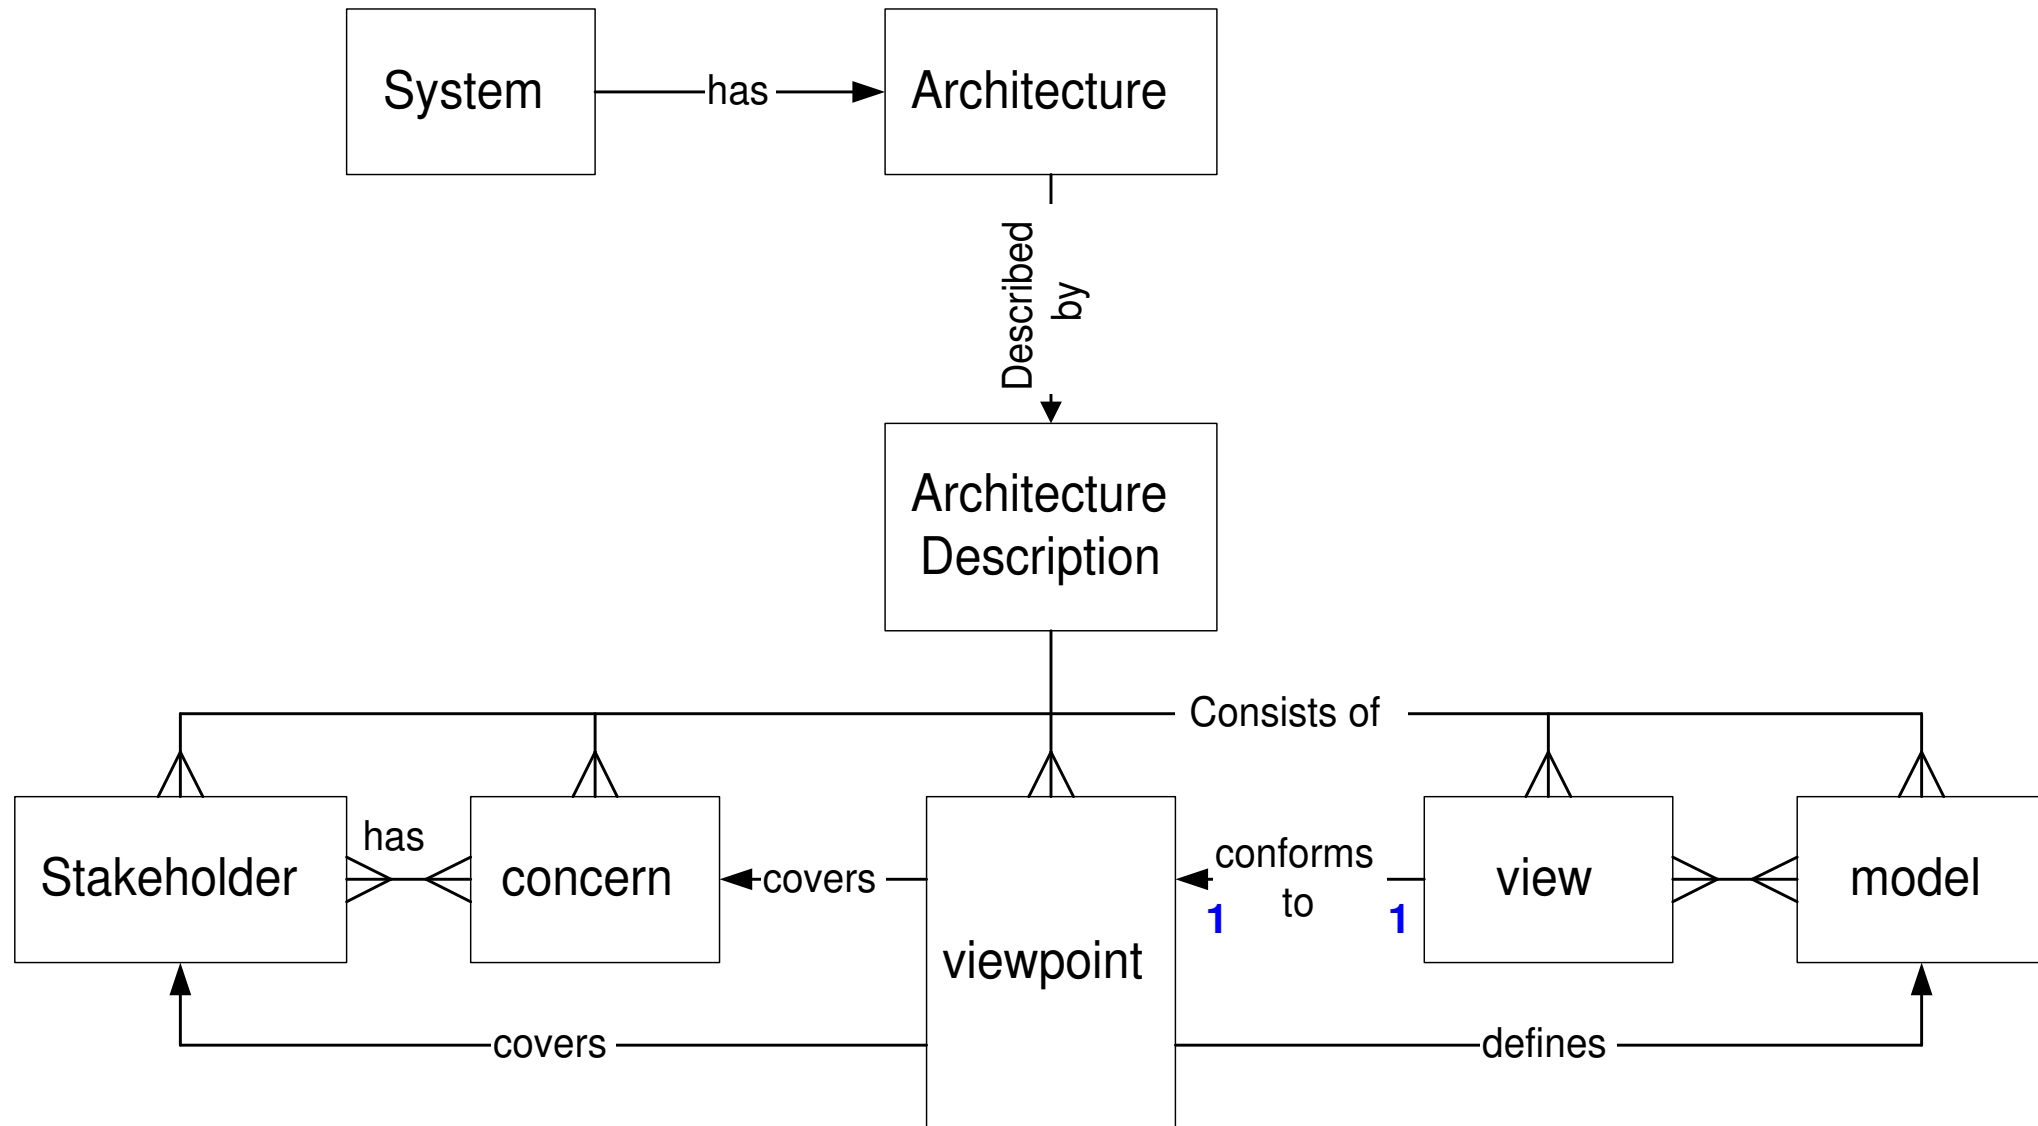 System
has
Architecture
Described
by
Architecture
Description
Consists of
Stakeholder
has
concern
covers
viewpoint
conforms
to
1
1
view
model
covers
defines